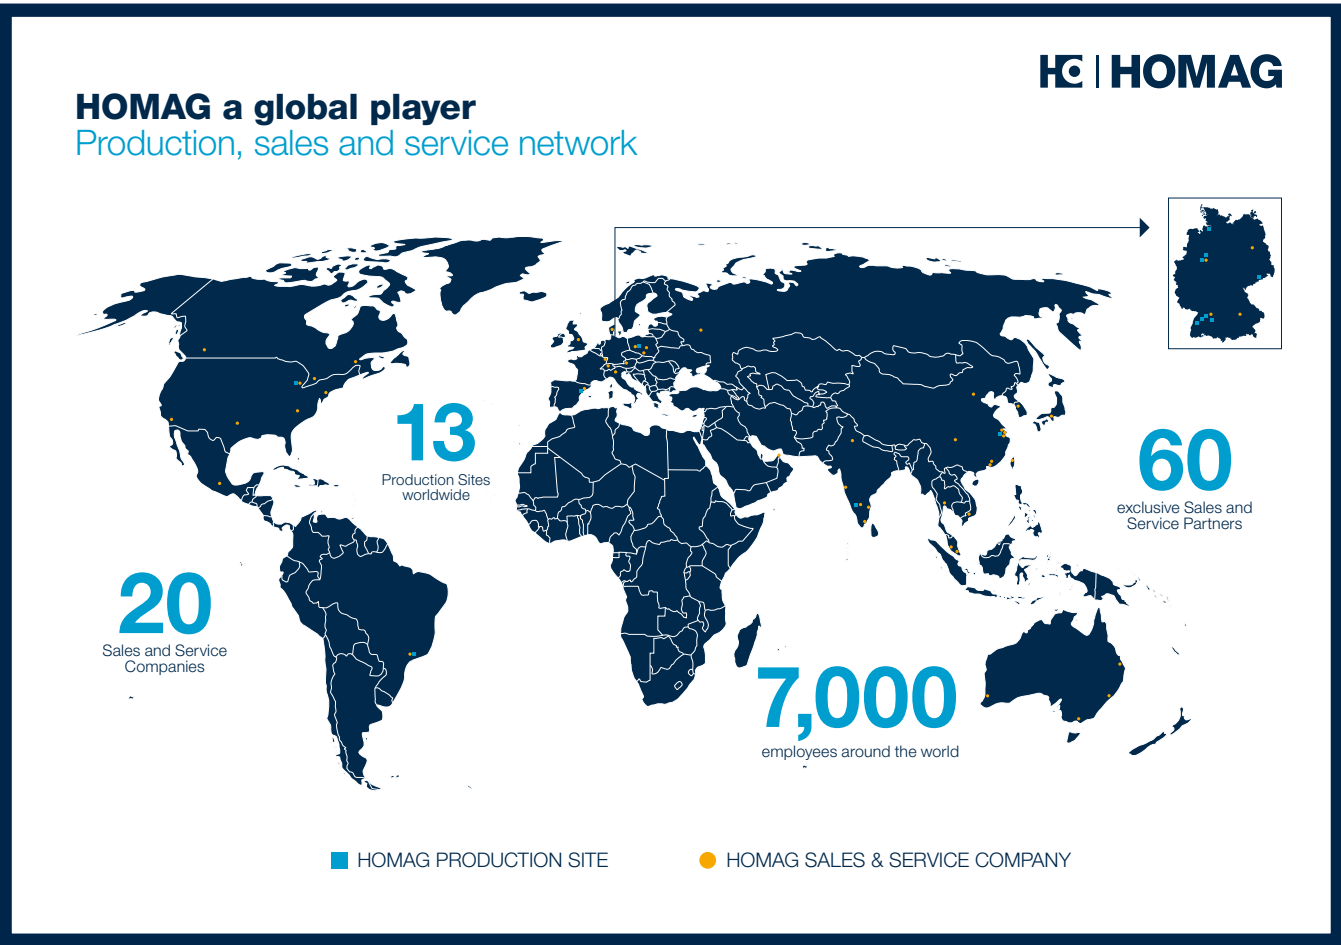 HC | HOMAG
HOMAG a global player
Production, sales and service network
13
Production Sites
worldwide
60
exclusive Sales and
Service Partners
20
Sales and Service
Companies
7,000
employees around the world
HOMAG PRODUCTION SITE
HOMAG SALES & SERVICE COMPANY